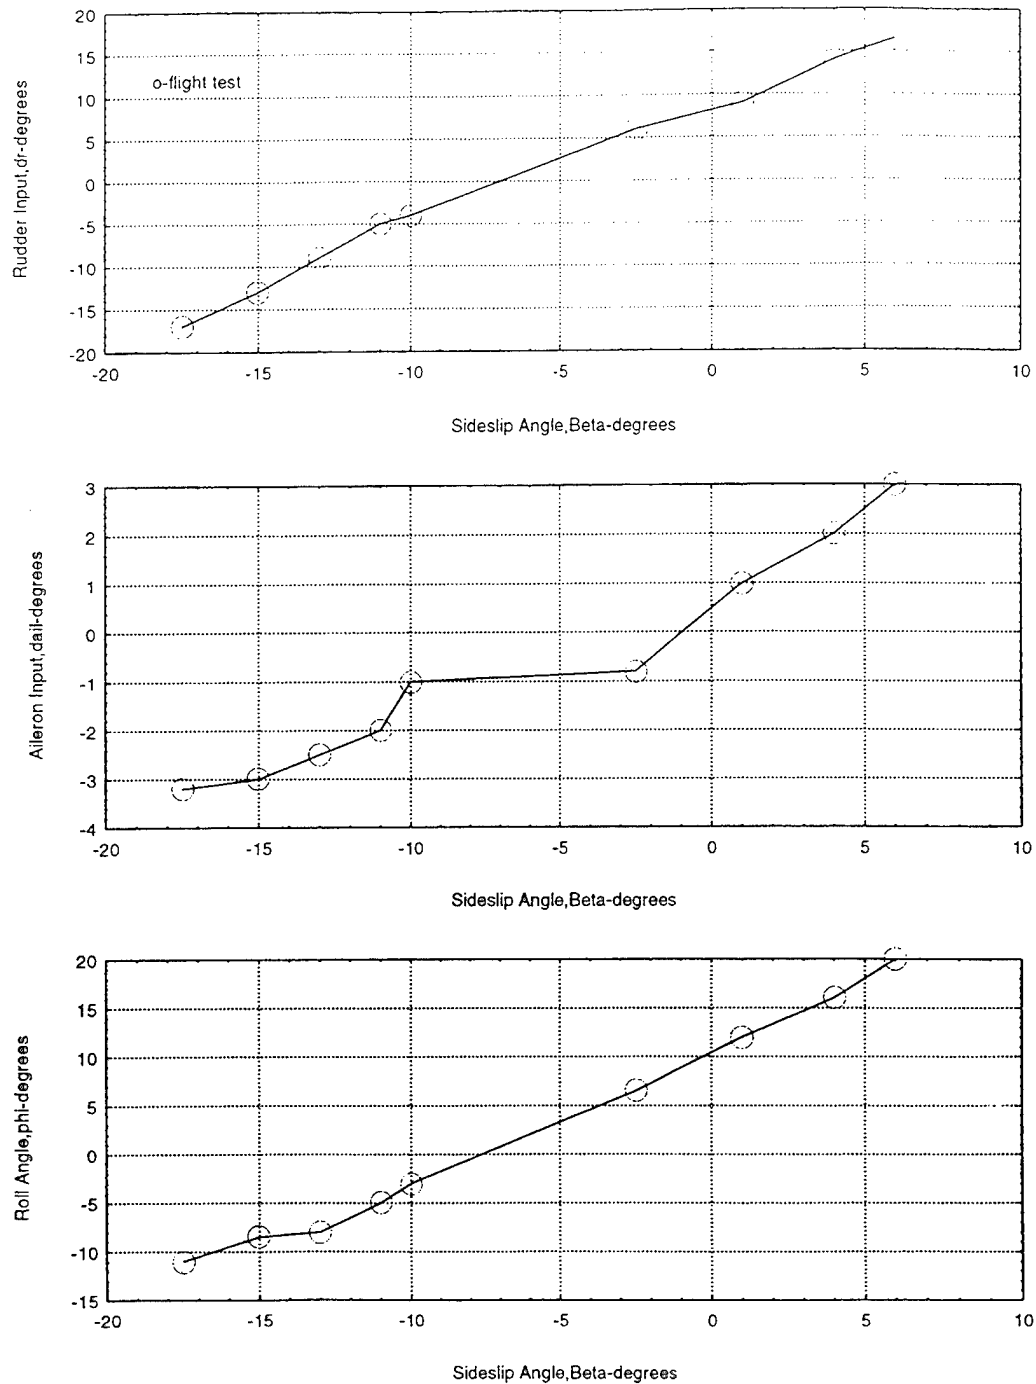 20
15
10
5
0
-5
-10
-15
-20
Rudder Input,dr-degrees
o-flight test
-20 -15 -10 -5 0 5 10
Sideslip Angle,Beta-degrees
3
2
1
0
-1
-2
-3
-4
Aileron Input,dail-degrees
-20 -15 -10 -5 0 5 10
Sideslip Angle,Beta-degrees
20
15
10
5
0
-5
-10
-15
Roll Angle,phi-degrees
-20 -15 -10 -5 0 5 10
Sideslip Angle,Beta-degrees